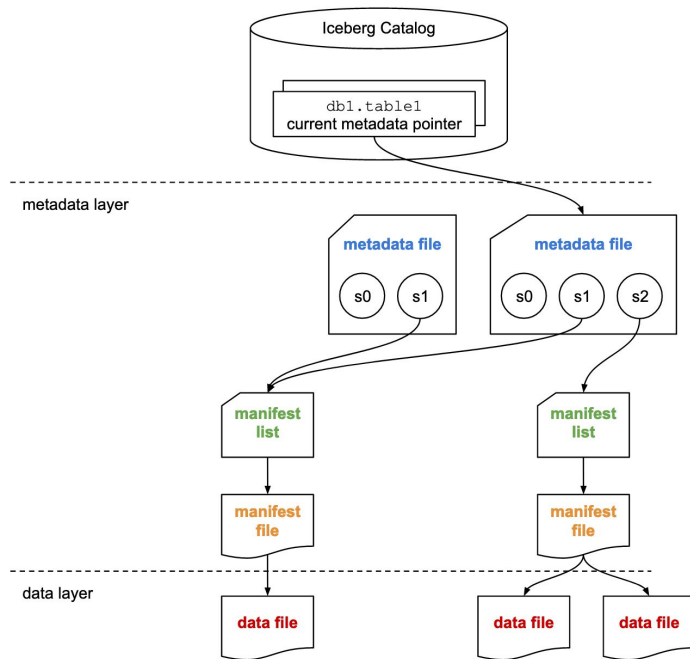 Iceberg Catalog
db1.table1
current metadata pointer
metadata layer
metadata file
metadata file
s0
s1
s0
s1
s2
manifest
list
manifest
list
manifest
file
manifest
file
data layer
data file
data file
data file